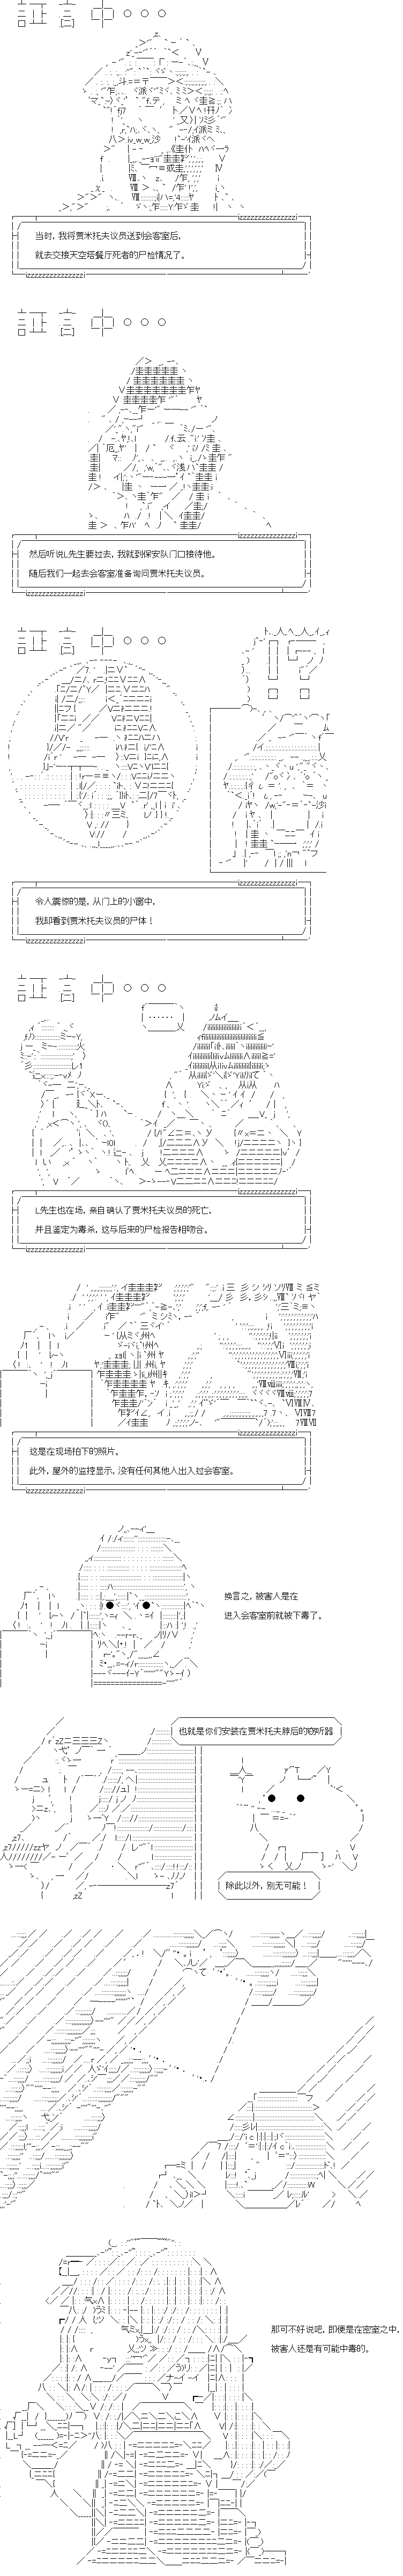 当时，我将贾米托夫议员送到会客室后，
就去交接天空塔餐厅死者的尸检情况了。
然后听说L先生要过去，我就到保安队门口接待他。
随后我们一起去会客室准备询问贾米托夫议员。
令人震惊的是，从门上的小窗中，
我却看到贾米托夫议员的尸体！
L先生也在场，亲自确认了贾米托夫议员的死亡，
并且鉴定为毒杀，这与后来的尸检报告相吻合。
这是在现场拍下的照片。
此外，屋外的监控显示，没有任何其他人出入过会客室。
换言之，被害人是在
进入会客室前就被下毒了。
也就是你们安装在贾米托夫脖后的窃听器
除此以外，别无可能！
那可不好说吧，即便是在密室之中，
被害人还是有可能中毒的。